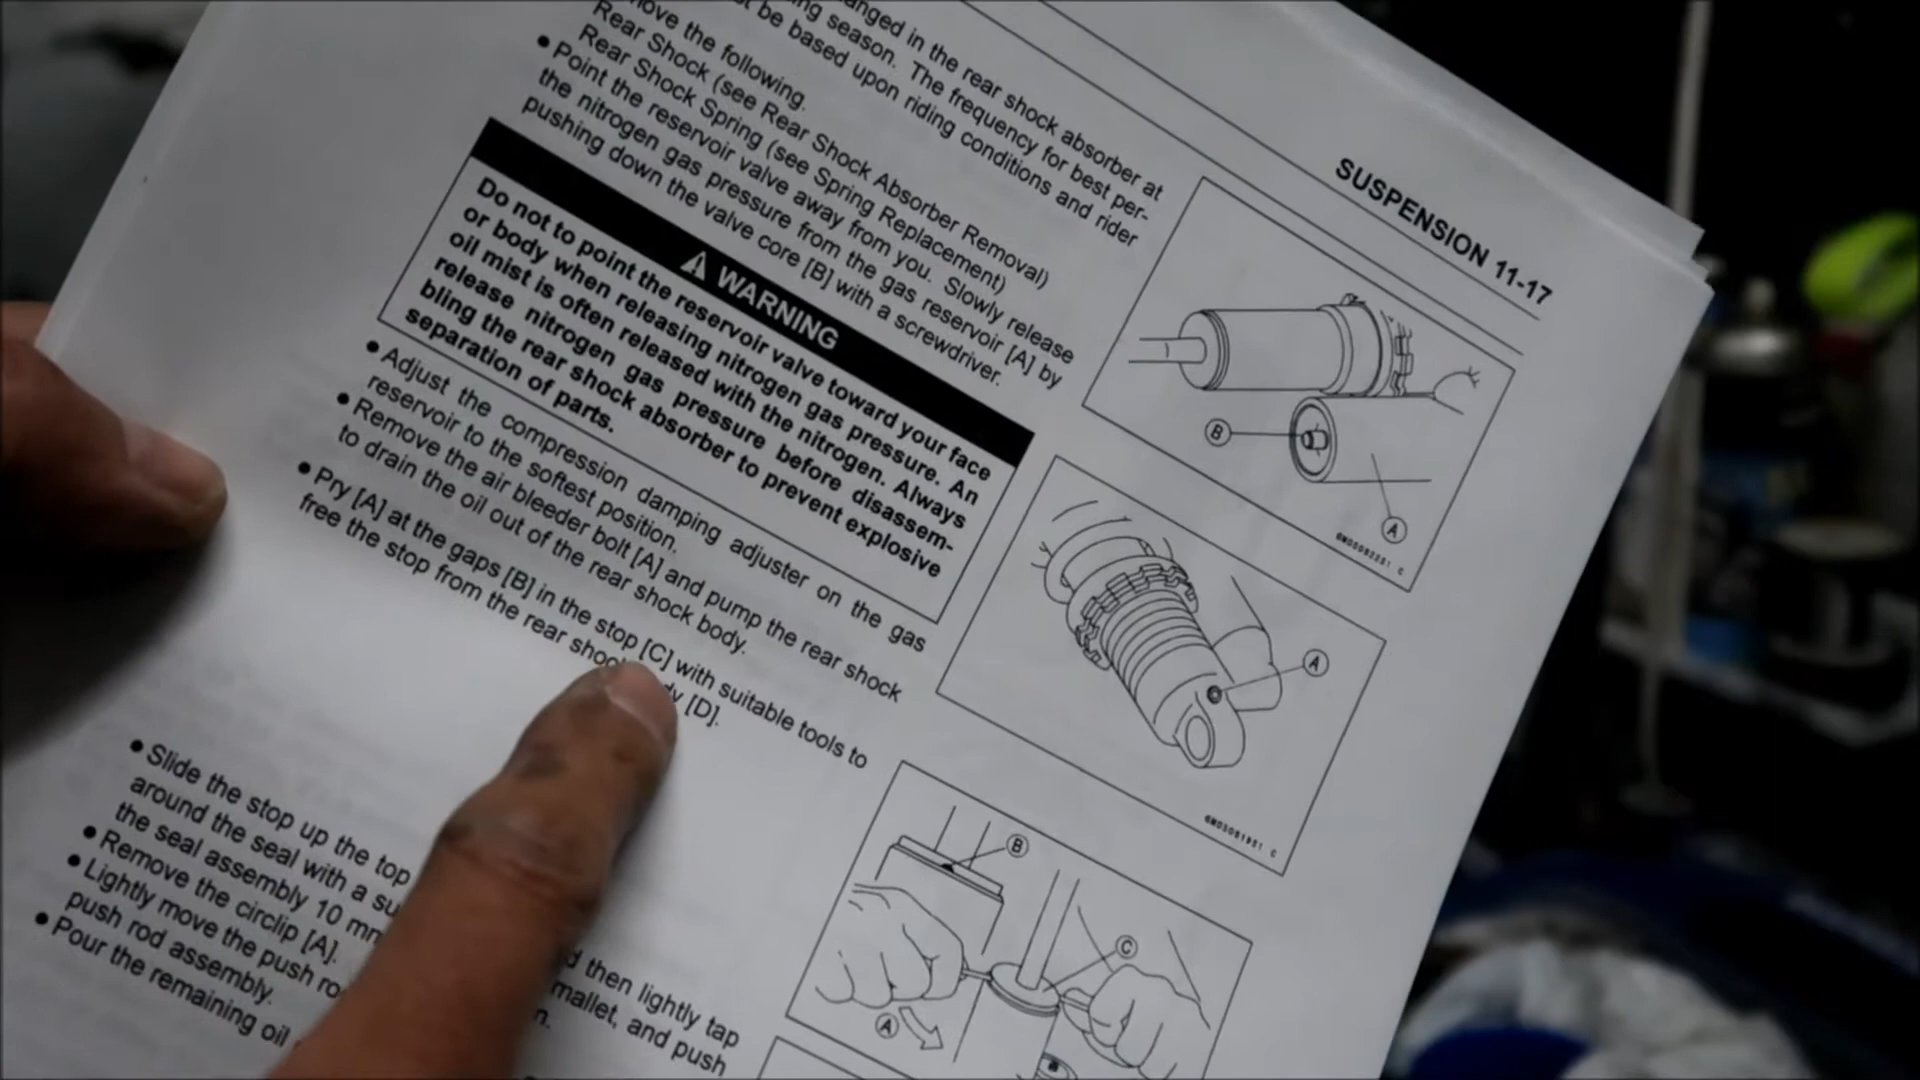 SUSPENSION 11-17
anged in the rear shock absorber at
ing season. The frequency for best per-
be based upon riding conditions and rider
ove the following.
Rear Shock (see Rear Shock Absorber Removal)
Rear Shock Spring (see Spring Replacement)
● Point the reservoir valve away from you. Slowly release
the nitrogen gas pressure from the gas reservoir [A] by
pushing down the valve core [B] with a screwdriver.
⚠ WARNING
Do not to point the reservoir valve toward your face
or body when releasing nitrogen gas pressure. An
oil mist is often released with the nitrogen. Always
release nitrogen gas pressure before disassem-
bling the rear shock absorber to prevent explosive
separation of parts.
● Adjust the compression damping adjuster on the gas
reservoir to the softest position.
● Remove the air bleeder bolt [A] and pump the rear shock
to drain the oil out of the rear shock body.
● Pry [A] at the gaps [B] in the stop [C] with suitable tools to
free the stop from the rear shock [D].
● Slide the stop up the top
around the seal with a d then lightly tap
the seal assembly 10 mm mallet, and push
● Remove the circlip [A].
● Lightly move the push
push rod assembly.
● Pour the remaining oil
B
A
A
B
C
A